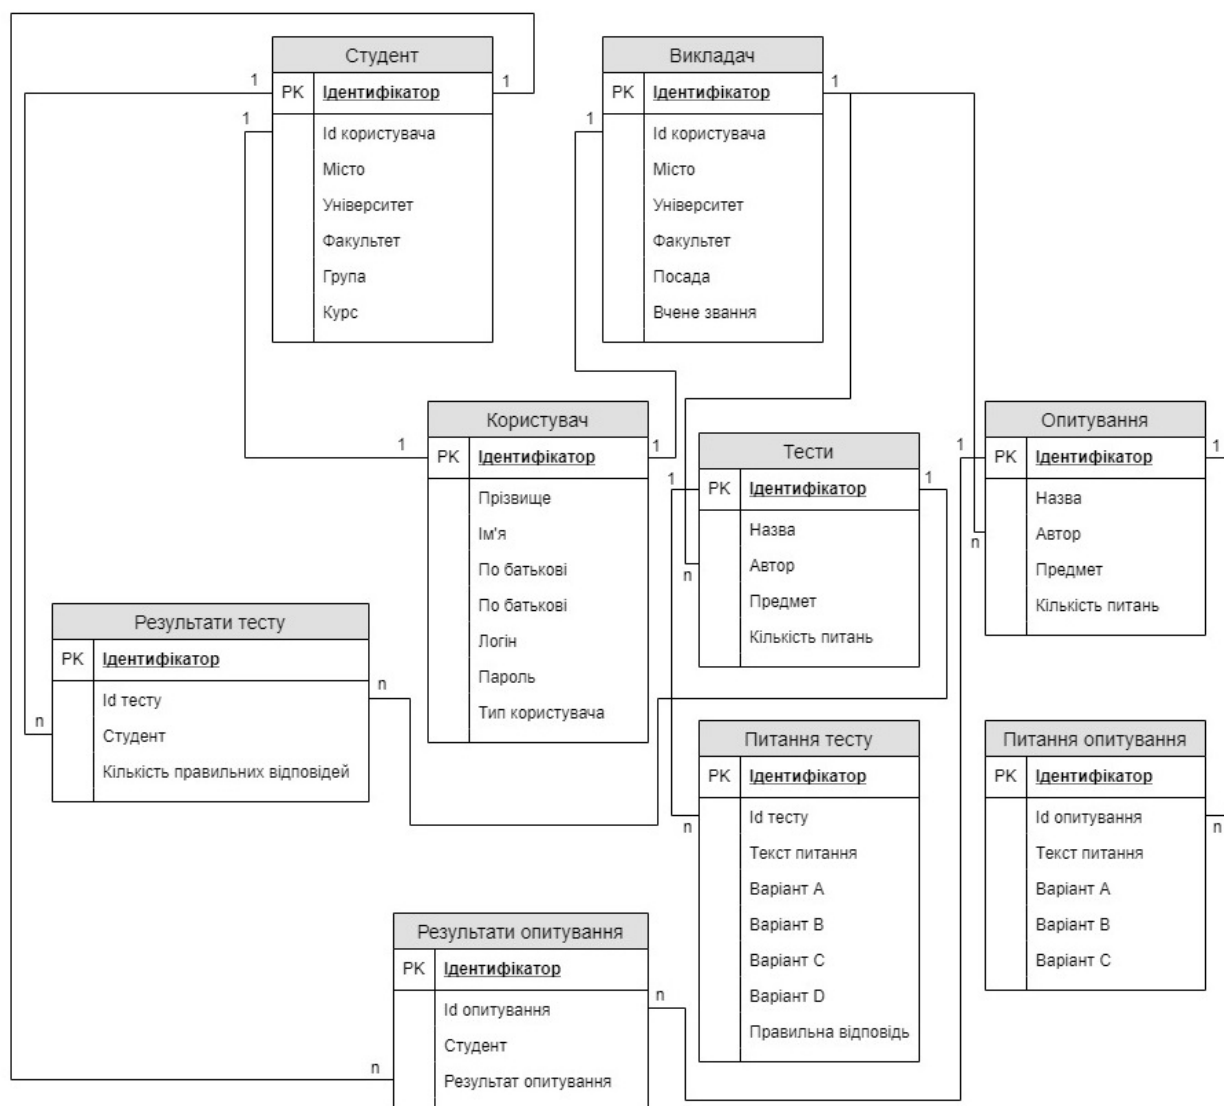 Студент
1
1
PK Ідентифікатор
1
Id користувача
Місто
Університет
Факультет
Група
Курс
Викладач
1
PK Ідентифікатор
1
Id користувача
Місто
Університет
Факультет
Посада
Вчене звання
Користувач
1
PK Ідентифікатор
1
Прізвище
Ім'я
По батькові
По батькові
Логін
Пароль
Тип користувача
Тести
1
PK Ідентифікатор
1
Назва
n
Автор
Предмет
Кількість питань
Опитування
1
PK Ідентифікатор
1
Назва
n
Автор
Предмет
Кількість питань
Результати тесту
PK Ідентифікатор
n
Id тесту
n
Студент
Кількість правильних відповідей
Питання тесту
PK Ідентифікатор
n
Id тесту
Текст питання
Варіант A
Варіант B
Варіант C
Варіант D
Правильна відповідь
Питання опитування
PK Ідентифікатор
Id опитування
n
Текст питання
Варіант A
Варіант B
Варіант C
Результати опитування
PK Ідентифікатор
n
Id опитування
Студент
n
Результат опитування